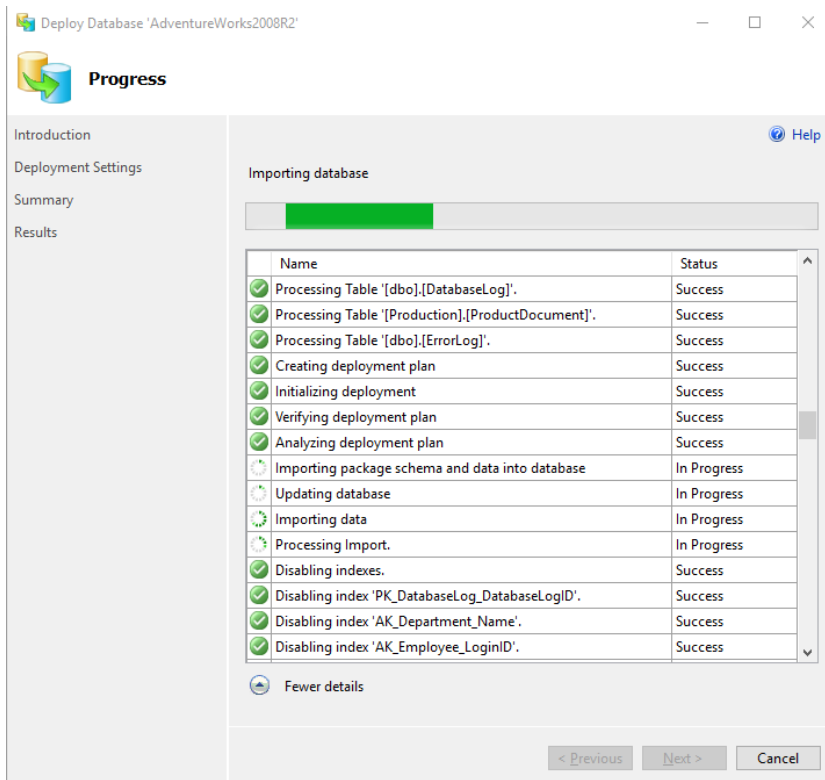 Deploy Database 'AdventureWorks2008R2'
Progress
Introduction
Deployment Settings
Summary
Results
Help
Importing database
Name Status
Processing Table '[dbo].[DatabaseLog]'. Success
Processing Table '[Production].[ProductDocument]'. Success
Processing Table '[dbo].[ErrorLog]'. Success
Creating deployment plan Success
Initializing deployment Success
Verifying deployment plan Success
Analyzing deployment plan Success
Importing package schema and data into database In Progress
Updating database In Progress
Importing data In Progress
Processing Import. In Progress
Disabling indexes. Success
Disabling index 'PK_DatabaseLog_DatabaseLogID'. Success
Disabling index 'AK_Department_Name'. Success
Disabling index 'AK_Employee_LoginID'. Success
Fewer details
< Previous Next > Cancel